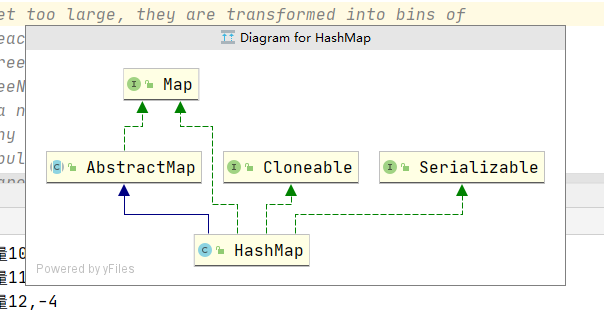 et too large, they are transformed into bins of
Diagram for HashMap
eac
ree
eeN
a n
ny
pul
Map
AbstractMap
Cloneable
Serializable
HashMap
Powered by yFiles
量10
量11
量12,-4